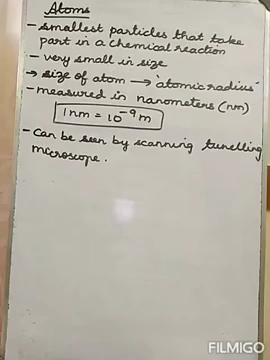 Atoms
- smallest particles that take
part in a chemical reaction
- very small in size
→ size of atom → 'atomic radius'
- measured in nanometers (nm)
1nm = 10⁻⁹m
- can be seen by scanning tunelling
microscope.
FILMIGO